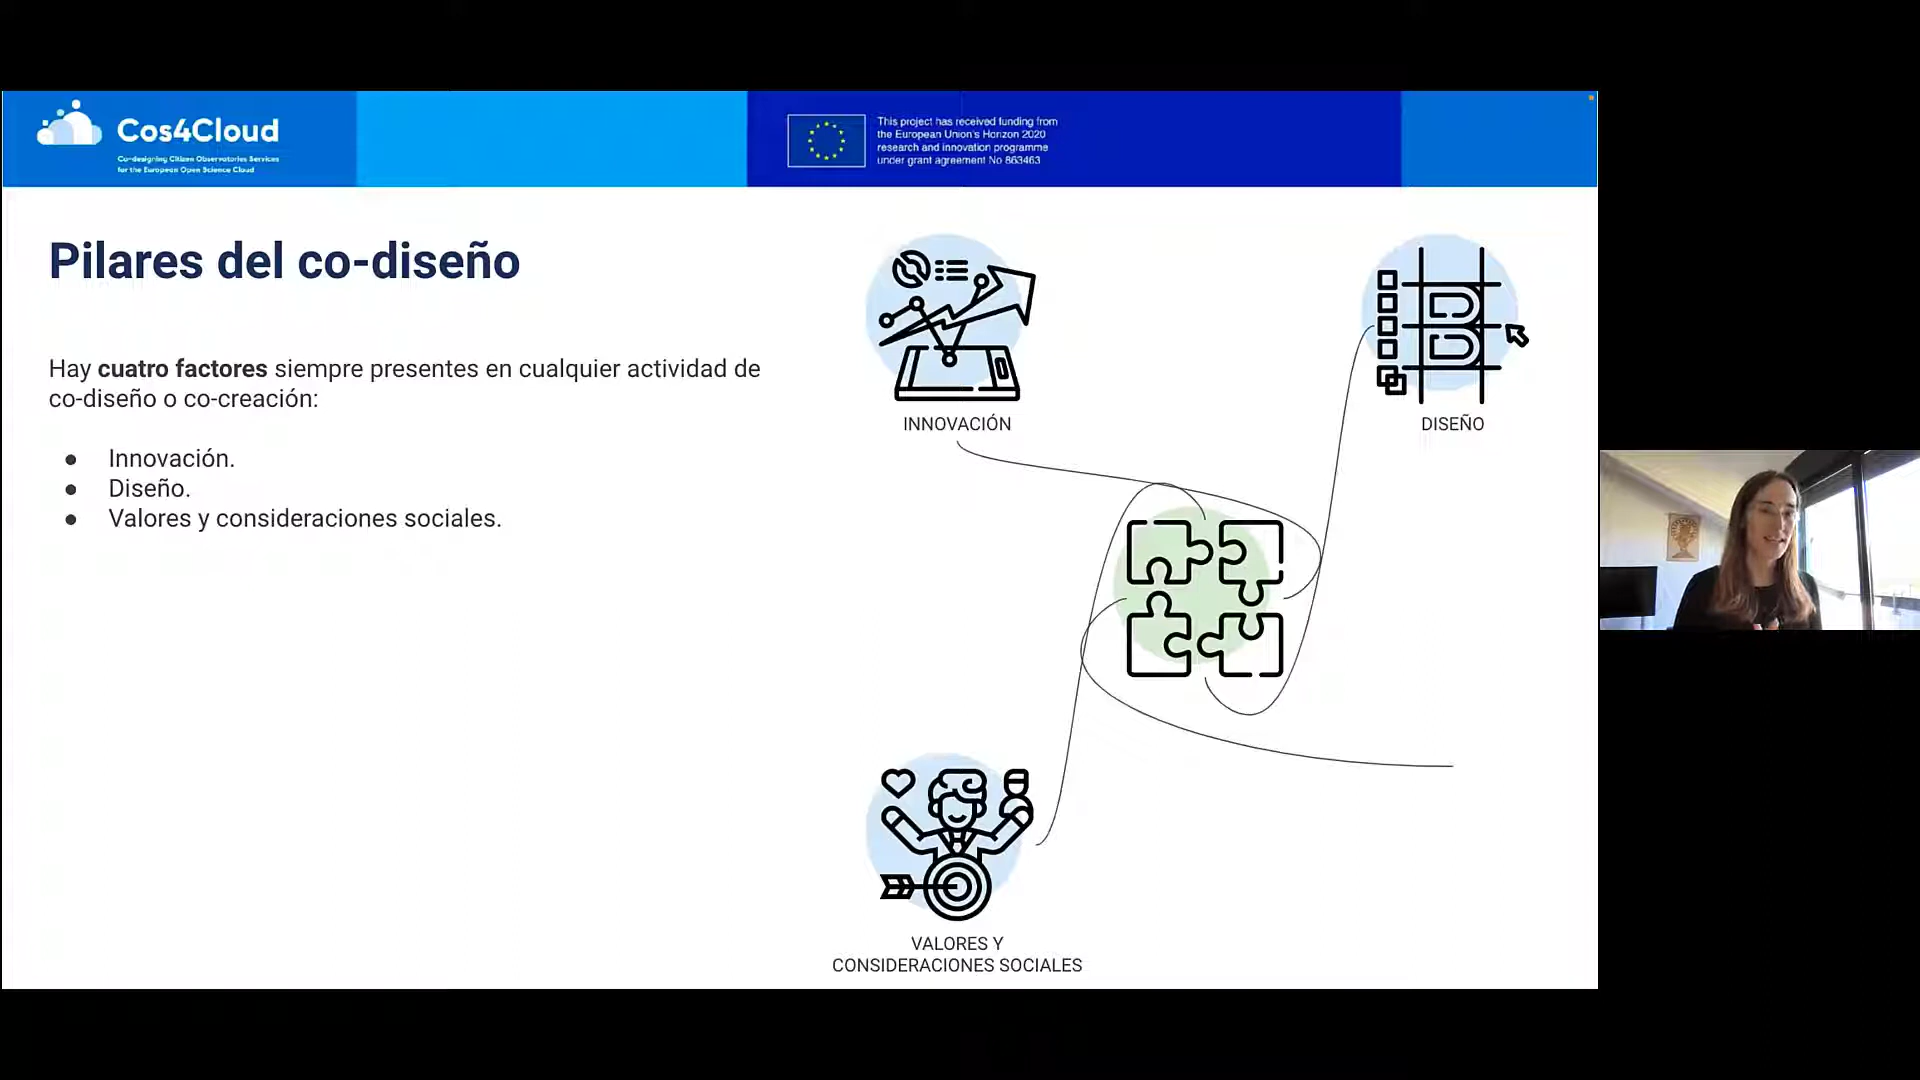 Cos4Cloud
Co-designing Citizen Observatories Services
for the European Open Science Cloud
This project has received funding from
the European Union's Horizon 2020
research and innovation programme
under grant agreement No 863463
Pilares del co-diseño
Hay cuatro factores siempre presentes en cualquier actividad de
co-diseño o co-creación:
● Innovación.
● Diseño.
● Valores y consideraciones sociales.
INNOVACIÓN
DISEÑO
VALORES Y
CONSIDERACIONES SOCIALES